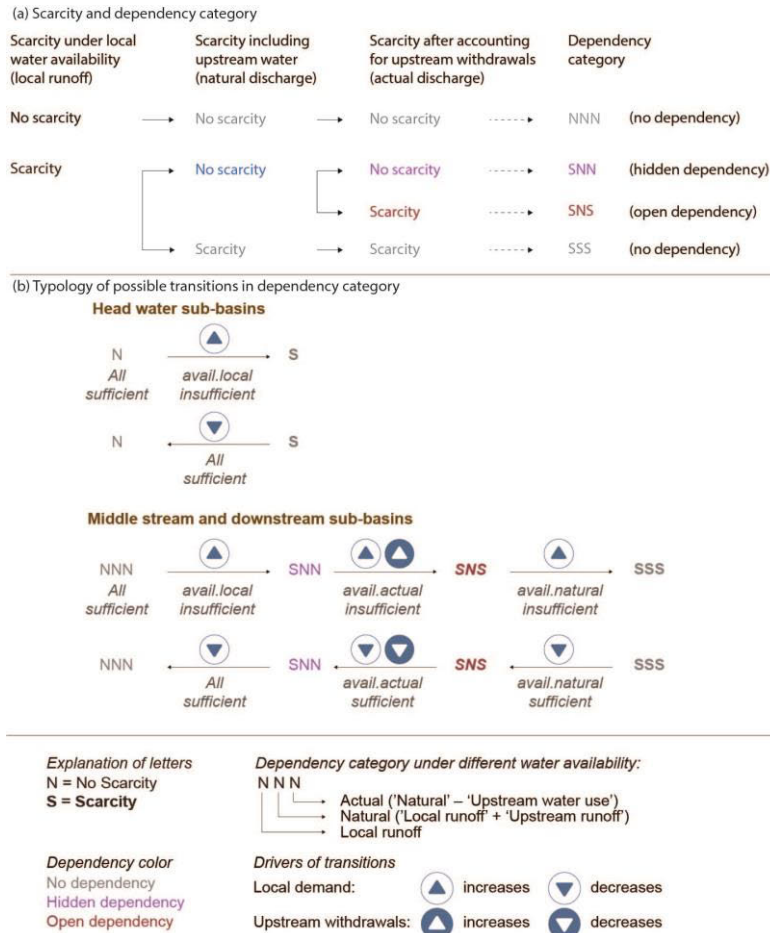 (a) Scarcity and dependency category
Scarcity under local water availability (local runoff)
Scarcity including upstream water (natural discharge)
Scarcity after accounting for upstream withdrawals (actual discharge)
Dependency category
No scarcity No scarcity No scarcity NNN (no dependency)
Scarcity No scarcity No scarcity SNN (hidden dependency)
Scarcity SNS (open dependency)
Scarcity Scarcity SSS (no dependency)
(b) Typology of possible transitions in dependency category
Head water sub-basins
N S
All sufficient
avail.local insufficient
N S
All sufficient
Middle stream and downstream sub-basins
NNN SNN SNS SSS
All sufficient
avail.local insufficient
avail.actual insufficient
avail.natural insufficient
NNN SNN SNS SSS
All sufficient
avail.actual sufficient
avail.natural sufficient
Explanation of letters
N = No Scarcity
S = Scarcity
Dependency category under different water availability:
N N N
Actual ('Natural' – 'Upstream water use')
Natural ('Local runoff' + 'Upstream runoff')
Local runoff
Dependency color
No dependency
Hidden dependency
Open dependency
Drivers of transitions
Local demand: increases decreases
Upstream withdrawals: increases decreases